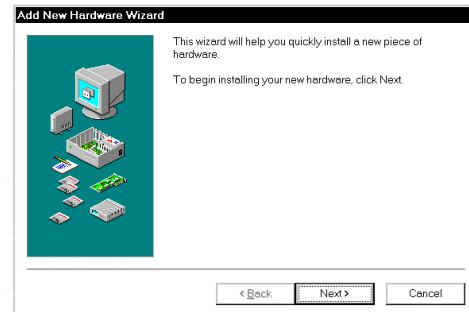 Add New Hardware Wizard
This wizard will help you quickly install a new piece of
hardware.
To begin installing your new hardware, click Next.
< Back
Next >
Cancel